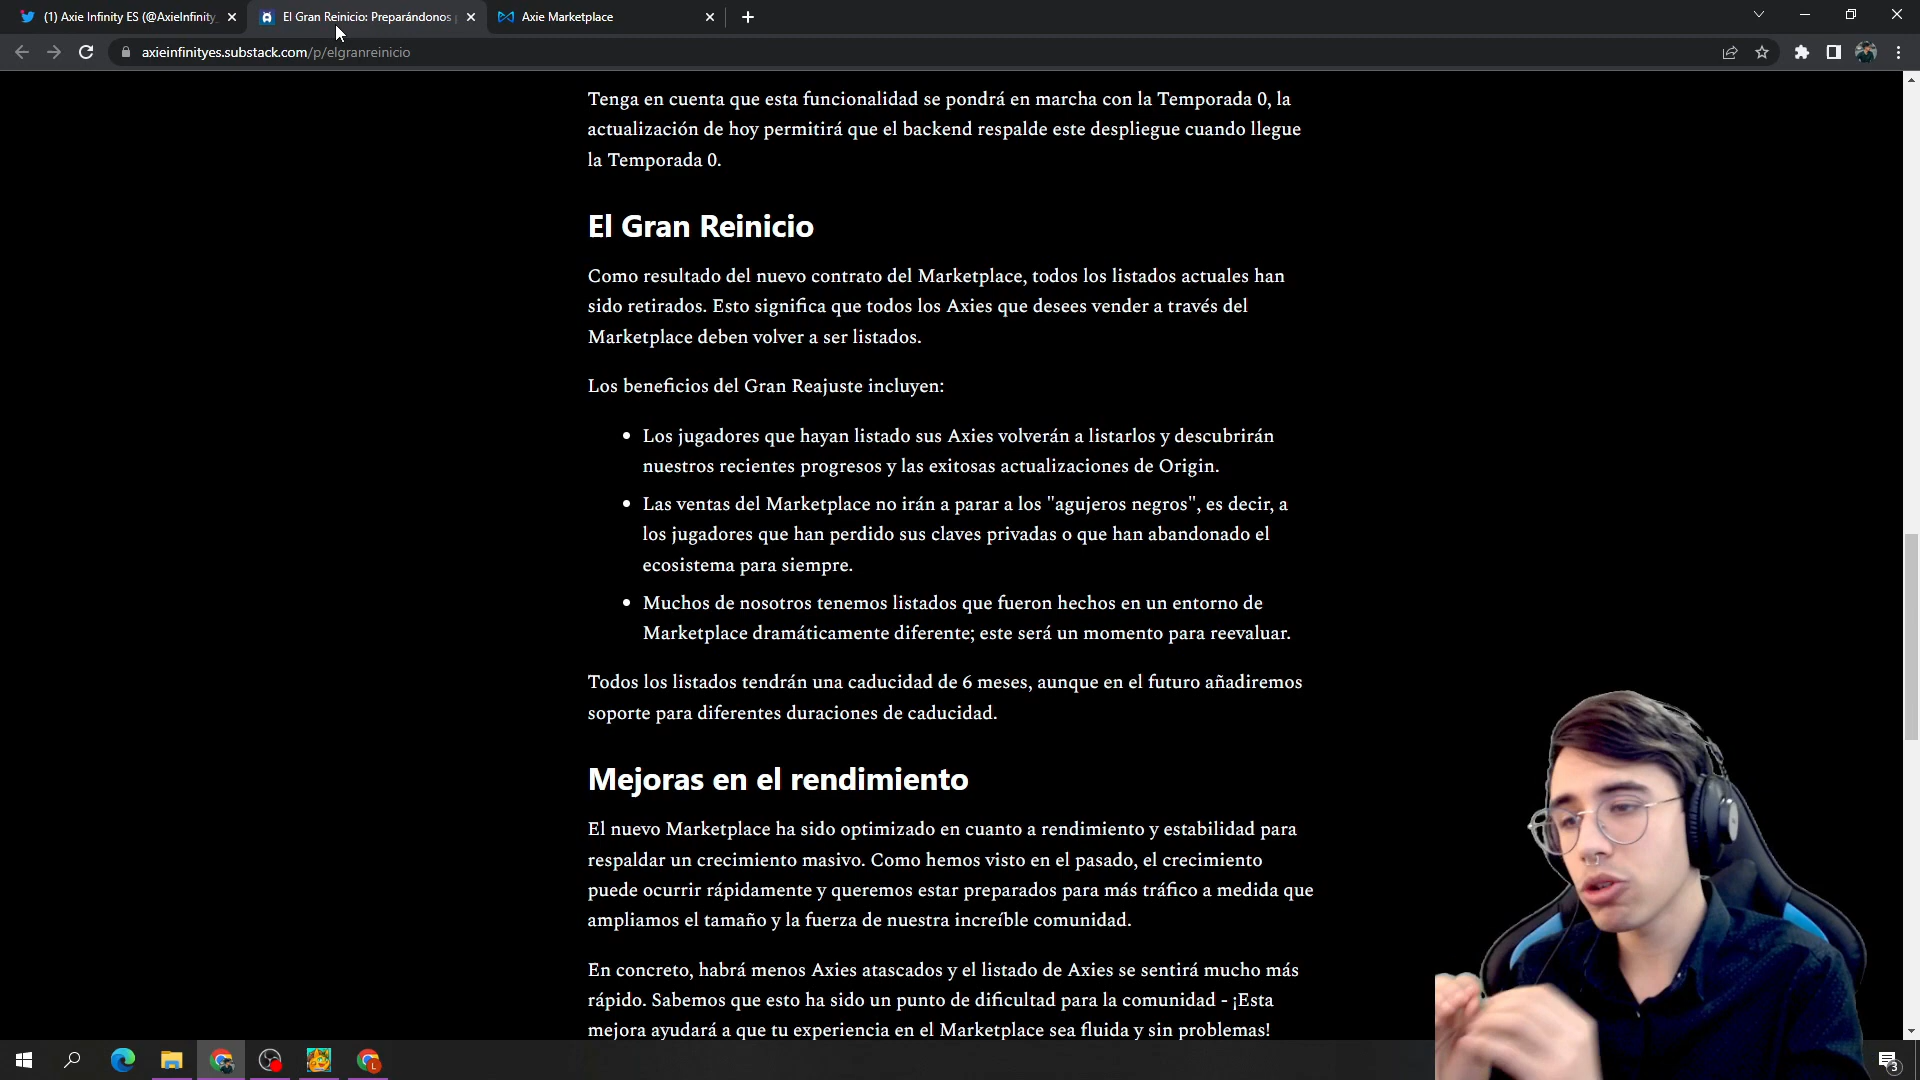 (1) Axie Infinity ES (@AxieInfinity_
El Gran Reinicio: Preparándonos
Axie Marketplace
axieinfinityes.substack.com/p/elgranreinicio
Tenga en cuenta que esta funcionalidad se pondrá en marcha con la Temporada 0, la
actualización de hoy permitirá que el backend respalde este despliegue cuando llegue
la Temporada 0.
El Gran Reinicio
Como resultado del nuevo contrato del Marketplace, todos los listados actuales han
sido retirados. Esto significa que todos los Axies que desees vender a través del
Marketplace deben volver a ser listados.
Los beneficios del Gran Reajuste incluyen:
• Los jugadores que hayan listado sus Axies volverán a listarlos y descubrirán
nuestros recientes progresos y las exitosas actualizaciones de Origin.
• Las ventas del Marketplace no irán a parar a los "agujeros negros", es decir, a
los jugadores que han perdido sus claves privadas o que han abandonado el
ecosistema para siempre.
• Muchos de nosotros tenemos listados que fueron hechos en un entorno de
Marketplace dramáticamente diferente; este será un momento para reevaluar.
Todos los listados tendrán una caducidad de 6 meses, aunque en el futuro añadiremos
soporte para diferentes duraciones de caducidad.
Mejoras en el rendimiento
El nuevo Marketplace ha sido optimizado en cuanto a rendimiento y estabilidad para
respaldar un crecimiento masivo. Como hemos visto en el pasado, el crecimiento
puede ocurrir rápidamente y queremos estar preparados para más tráfico a medida que
ampliamos el tamaño y la fuerza de nuestra increíble comunidad.
En concreto, habrá menos Axies atascados y el listado de Axies se sentirá mucho más
rápido. Sabemos que esto ha sido un punto de dificultad para la comunidad - ¡Esta
mejora ayudará a que tu experiencia en el Marketplace sea fluida y sin problemas!
L
3